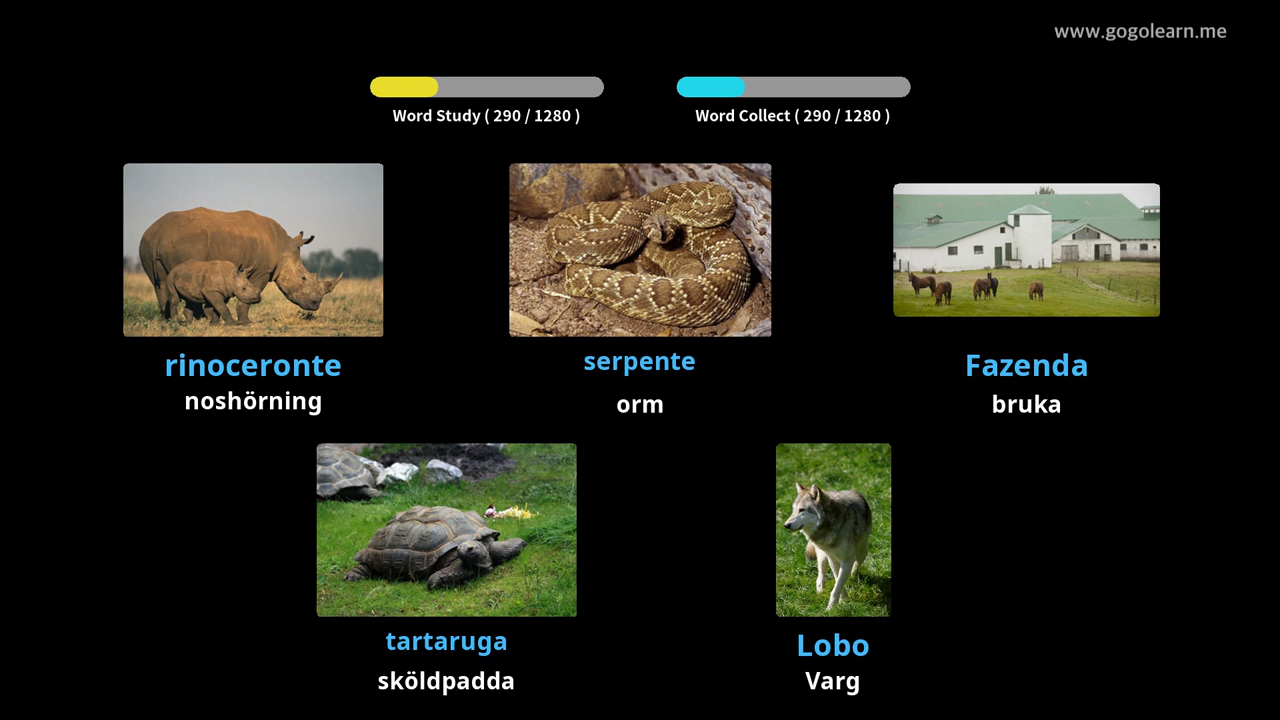 www.gogolearn.me
Word Study ( 290 / 1280 )
Word Collect ( 290 / 1280 )
rinoceronte
noshörning
serpente
orm
Fazenda
bruka
tartaruga
sköldpadda
Lobo
Varg